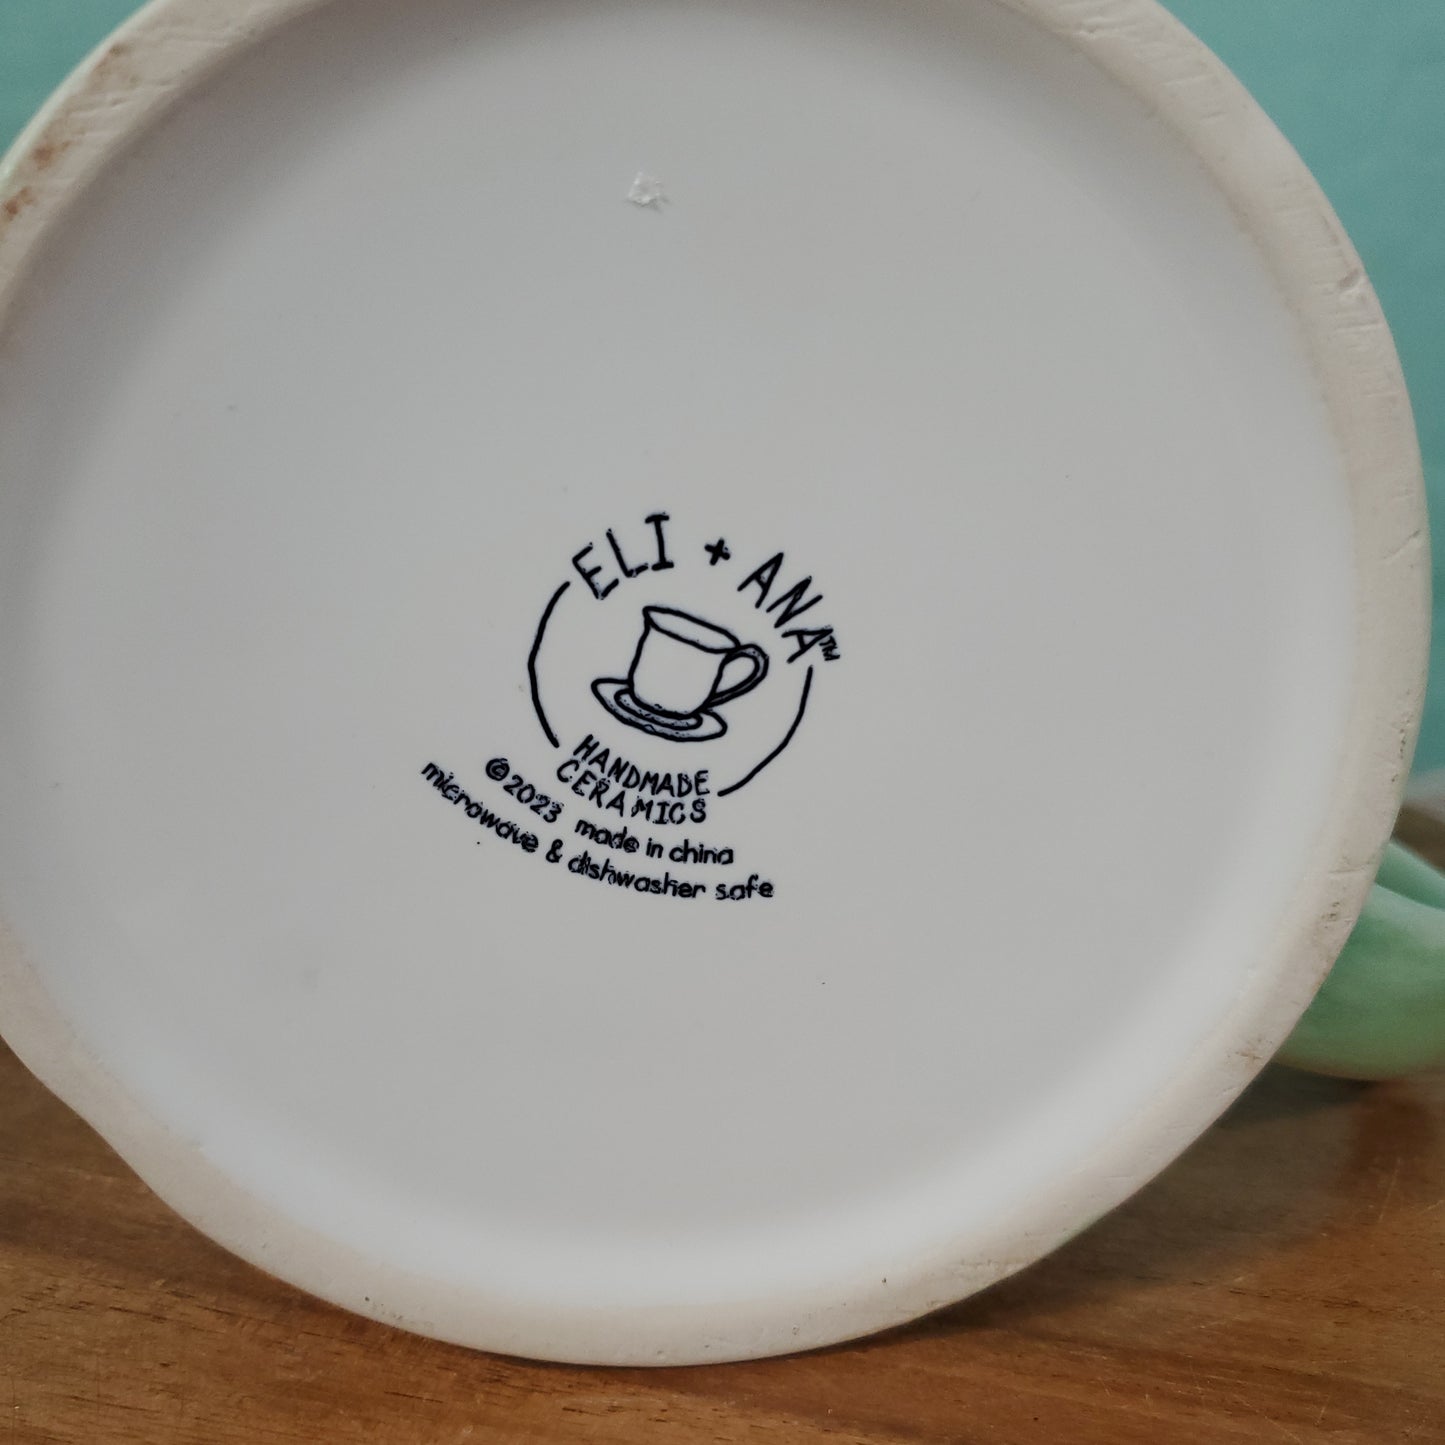 ELI + ANA™
HANDMADE
CERAMICS
©2023 made in china
microwave & dishwasher safe